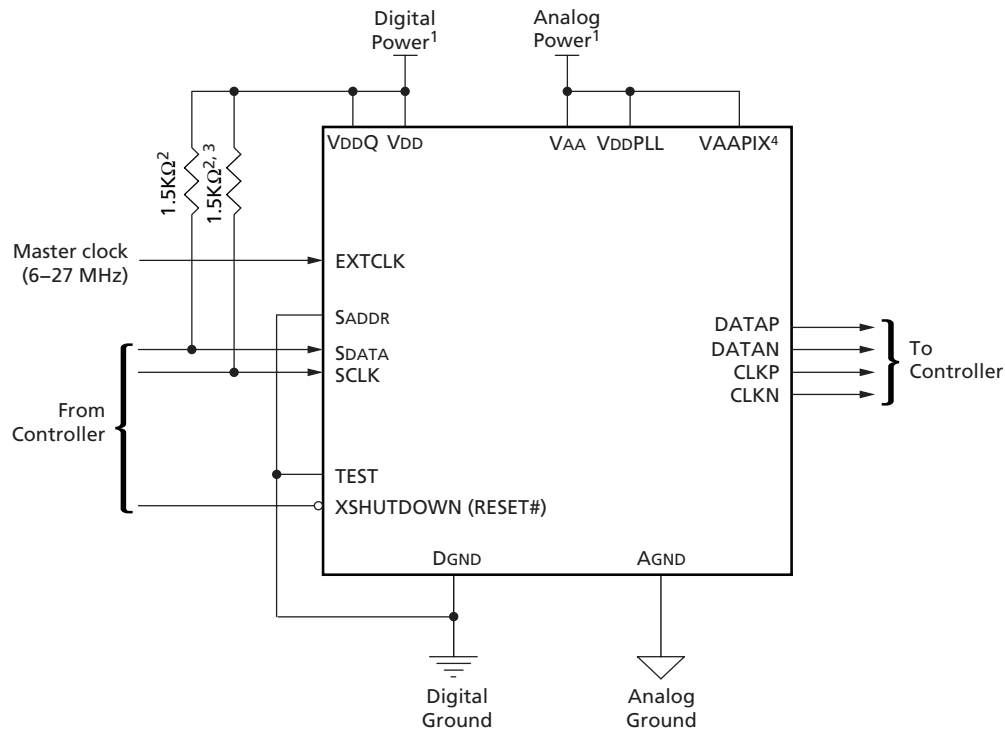 Digital
Power¹
Analog
Power¹
VDDQ VDD
VAA VDDPLL VAAPIX⁴
1.5KΩ²
1.5KΩ²,³
Master clock
(6–27 MHz)
EXTCLK
SADDR
SDATA
SCLK
From
Controller
TEST
XSHUTDOWN (RESET#)
DATAP
DATAN
CLKP
CLKN
To
Controller
DGND
AGND
Digital
Ground
Analog
Ground